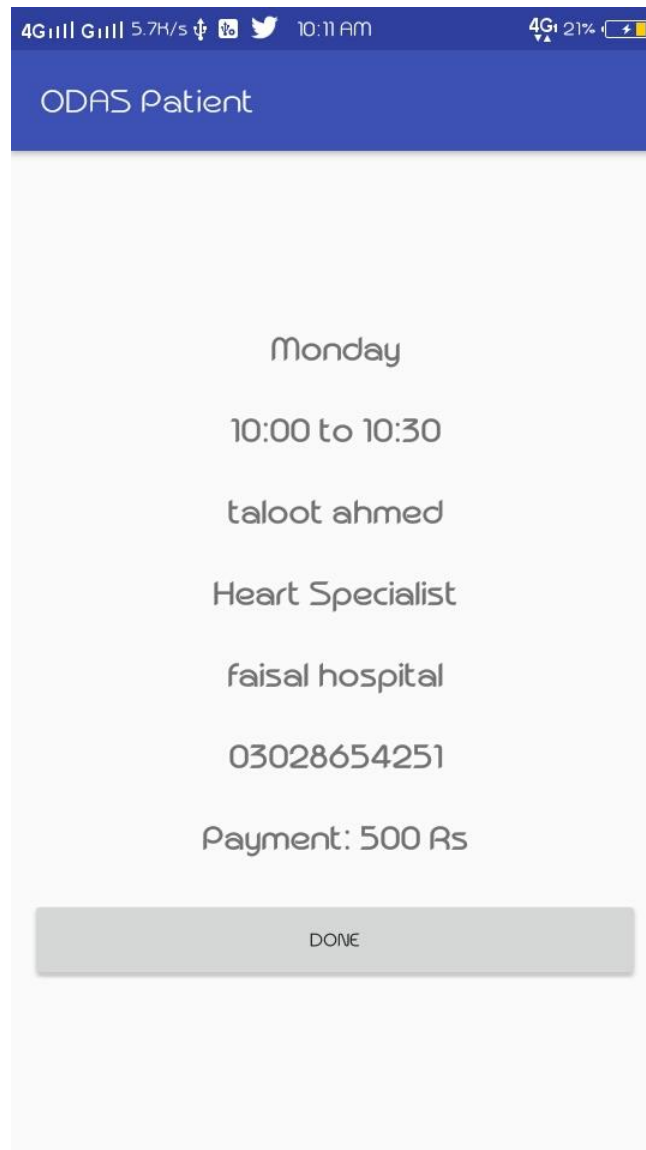 4G G 5.7K/s 10:11 AM 4G 21%
ODAS Patient
Monday
10:00 to 10:30
taloot ahmed
Heart Specialist
faisal hospital
03028654251
Payment: 500 Rs
DONE